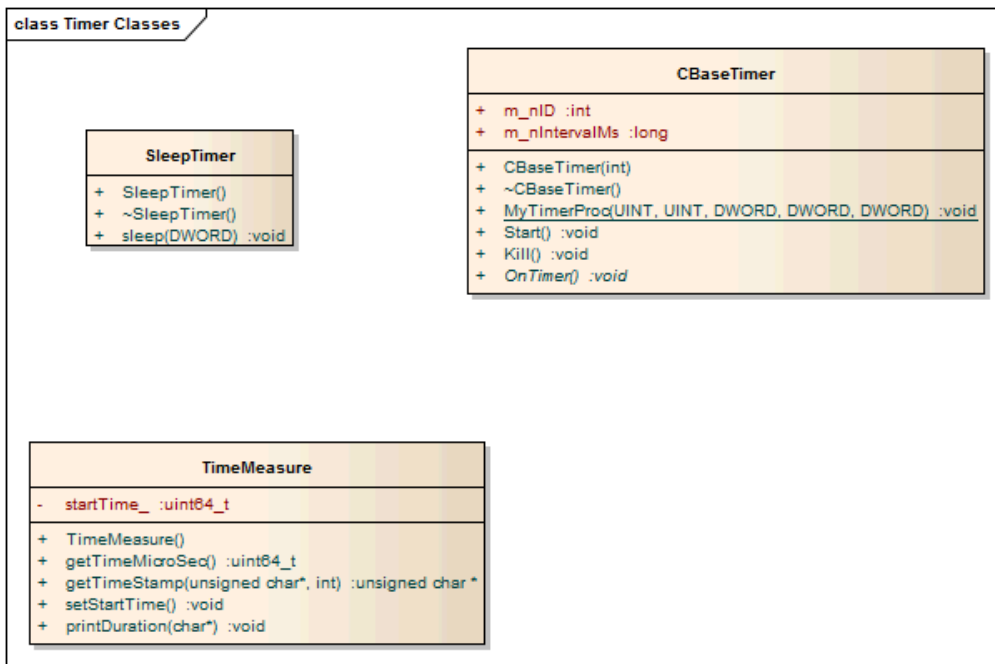 class Timer Classes
SleepTimer
+ SleepTimer()
+ ~SleepTimer()
+ sleep(DWORD) :void
CBaseTimer
+ m_nID :int
+ m_nIntervalMs :long
+ CBaseTimer(int)
+ ~CBaseTimer()
+ MyTimerProc(UINT, UINT, DWORD, DWORD, DWORD) :void
+ Start() :void
+ Kill() :void
+ OnTimer() :void
TimeMeasure
- startTime_ :uint64_t
+ TimeMeasure()
+ getTimeMicroSec() :uint64_t
+ getTimeStamp(unsigned char*, int) :unsigned char *
+ setStartTime() :void
+ printDuration(char*) :void